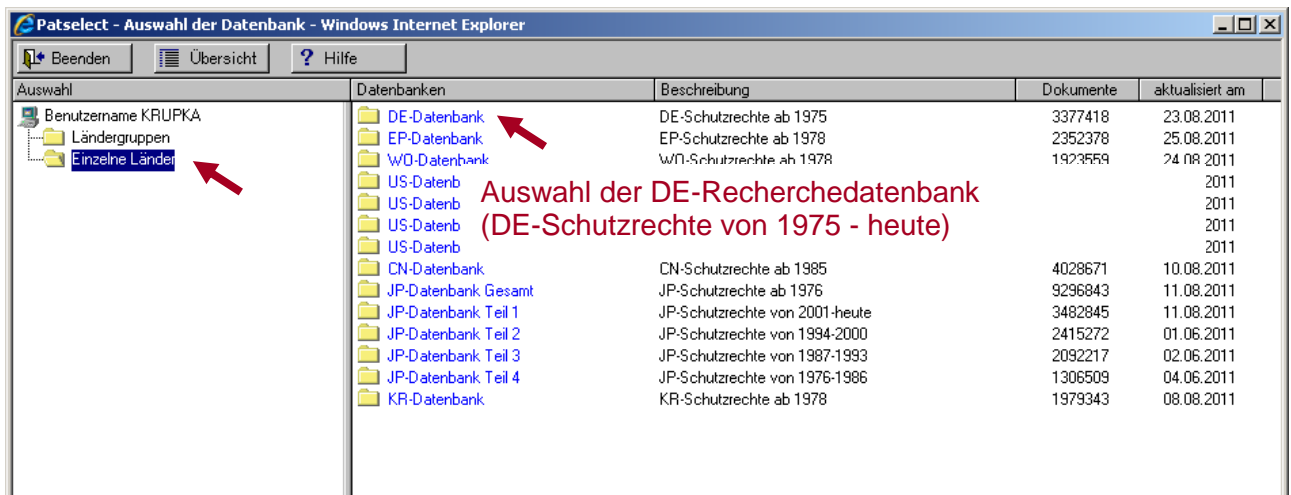 Patselect - Auswahl der Datenbank - Windows Internet Explorer
Beenden Übersicht ? Hilfe
Auswahl Datenbanken Beschreibung Dokumente aktualisiert am
Benutzername KRUPKA DE-Datenbank DE-Schutzrechte ab 1975 3377418 23.08.2011
Ländergruppen EP-Datenbank EP-Schutzrechte ab 1978 2352378 25.08.2011
Einzelne Länder WO-Datenbank WO-Schutzrechte ab 1978 1923559 24.08.2011
US-Datenb 2011
US-Datenb 2011
US-Datenb 2011
US-Datenb 2011
Auswahl der DE-Recherchedatenbank
(DE-Schutzrechte von 1975 - heute)
CN-Datenbank CN-Schutzrechte ab 1985 4028671 10.08.2011
JP-Datenbank Gesamt JP-Schutzrechte ab 1976 9296843 11.08.2011
JP-Datenbank Teil 1 JP-Schutzrechte von 2001-heute 3482845 11.08.2011
JP-Datenbank Teil 2 JP-Schutzrechte von 1994-2000 2415272 01.06.2011
JP-Datenbank Teil 3 JP-Schutzrechte von 1987-1993 2092217 02.06.2011
JP-Datenbank Teil 4 JP-Schutzrechte von 1976-1986 1306509 04.06.2011
KR-Datenbank KR-Schutzrechte ab 1978 1979343 08.08.2011